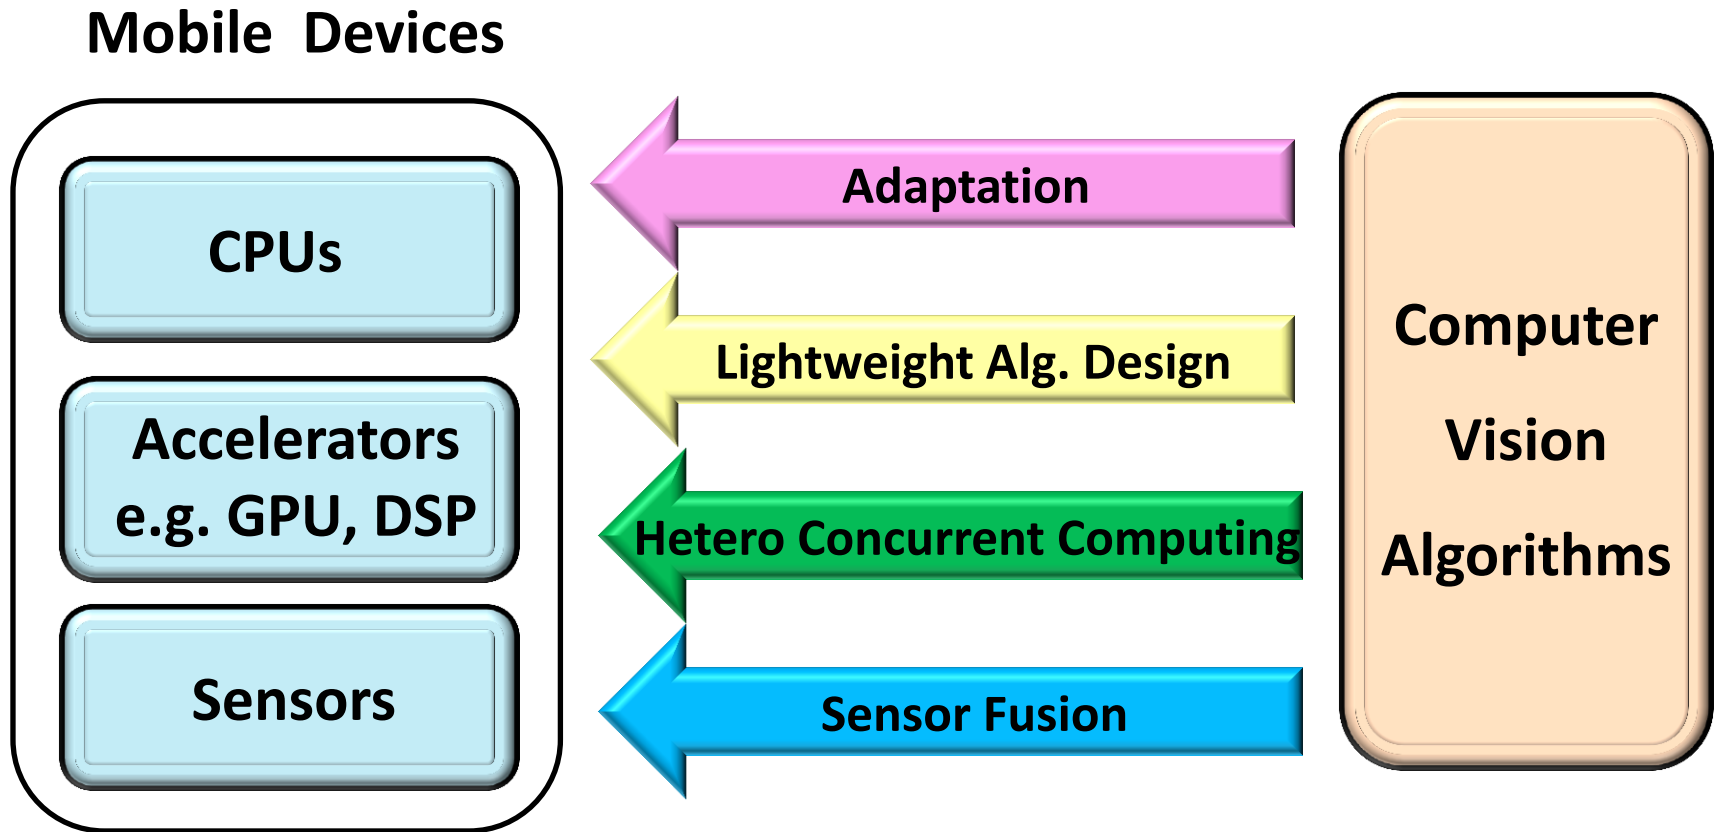 Mobile Devices
CPUs
Accelerators
e.g. GPU, DSP
Sensors
Adaptation
Lightweight Alg. Design
Hetero Concurrent Computing
Sensor Fusion
Computer
Vision
Algorithms